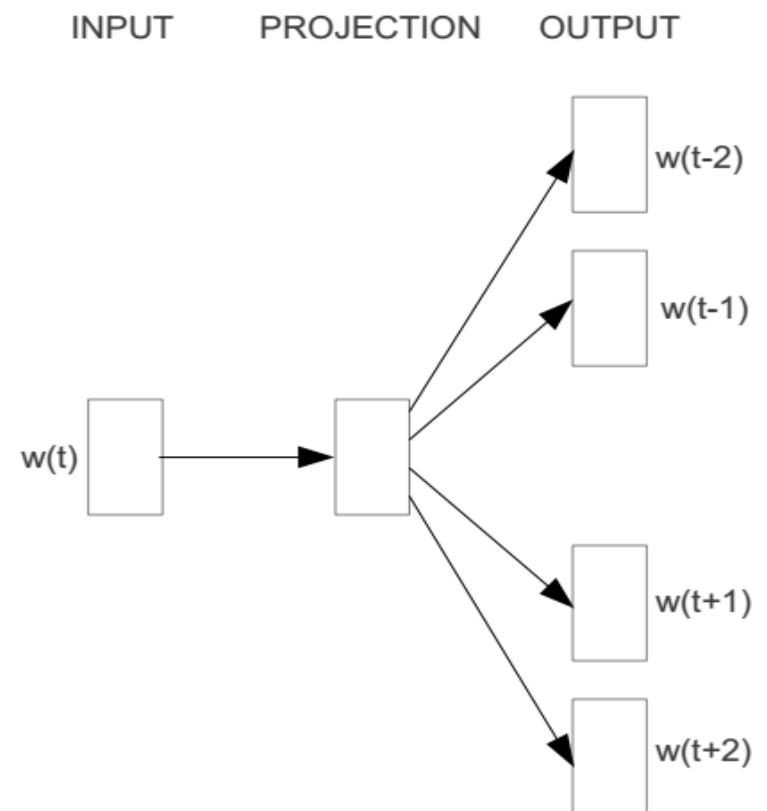 INPUT PROJECTION OUTPUT
w(t-2)
w(t-1)
w(t)
w(t+1)
w(t+2)